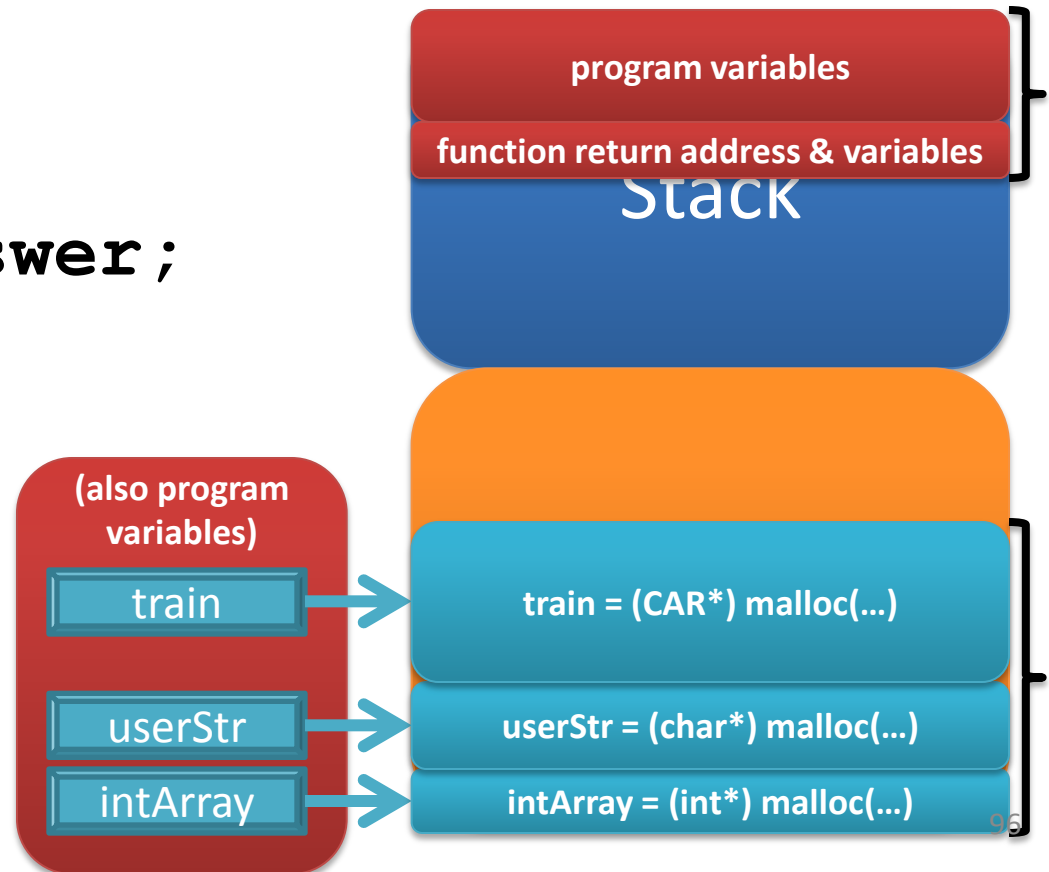 program variables
function return address & variables
Stack
swer;
(also program
variables)
train
train = (CAR*) malloc(…)
userStr
userStr = (char*) malloc(…)
intArray
intArray = (int*) malloc(…)
96